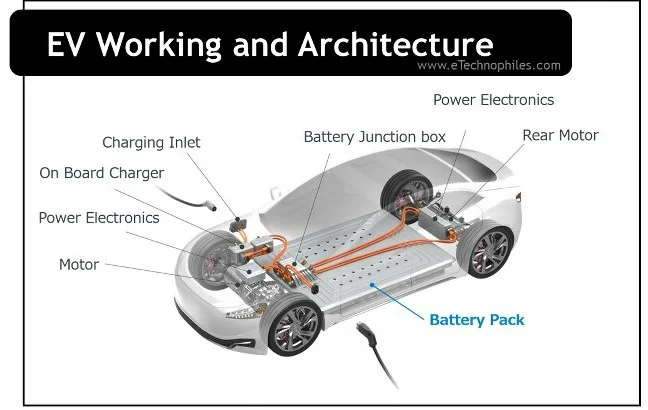 EV Working and Architecture
www.eTechnophiles.com
Power Electronics
Charging Inlet
Battery Junction box
Rear Motor
On Board Charger
Power Electronics
Motor
Battery Pack